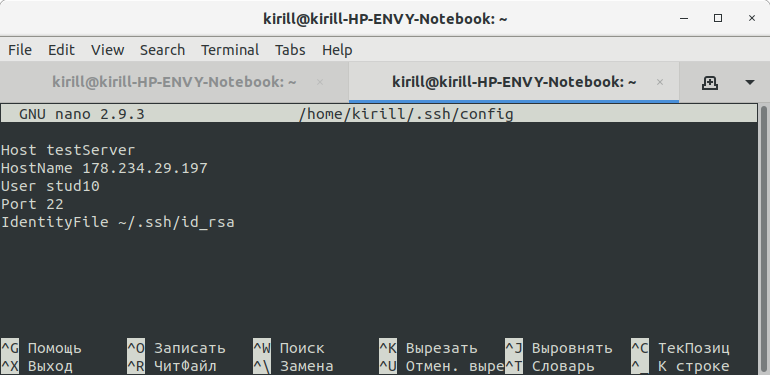 kirill@kirill-HP-ENVY-Notebook: ~
File Edit View Search Terminal Tabs Help
kirill@kirill-HP-ENVY-Notebook: ~ × kirill@kirill-HP-ENVY-Notebook: ~ ×
GNU nano 2.9.3 /home/kirill/.ssh/config
Host testServer
HostName 178.234.29.197
User stud10
Port 22
IdentityFile ~/.ssh/id_rsa
^G Помощь ^O Записать ^W Поиск ^K Вырезать ^J Выровнять ^C ТекПозиц
^X Выход ^R ЧитФайл ^\ Замена ^U Отмен. выре^T Словарь ^_ К строке